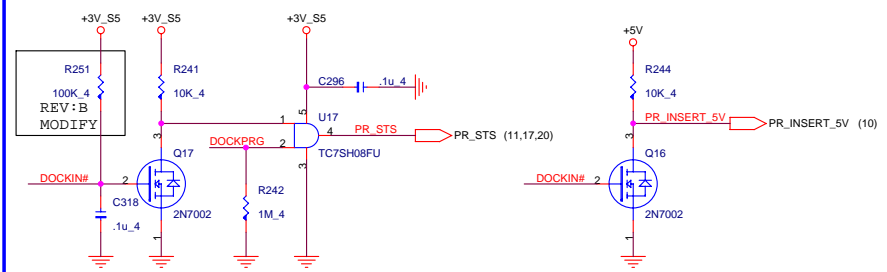 +3V_S5
+3V_S5
+3V_S5
+5V
R251
100K_4
REV:B
MODIFY
R241
10K_4
C296
.1u_4
R244
10K_4
U17
5
1
2
4
3
TC7SH08FU
DOCKPRG
PR_STS
PR_STS (11,17,20)
3
PR_INSERT_5V
PR_INSERT_5V (10)
3
Q17
DOCKIN#
2
2N7002
1
C318
.1u_4
R242
1M_4
DOCKIN#
2
Q16
2N7002
1